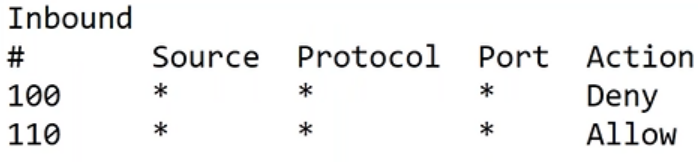 Inbound
# Source Protocol Port Action
100 * * * Deny
110 * * * Allow